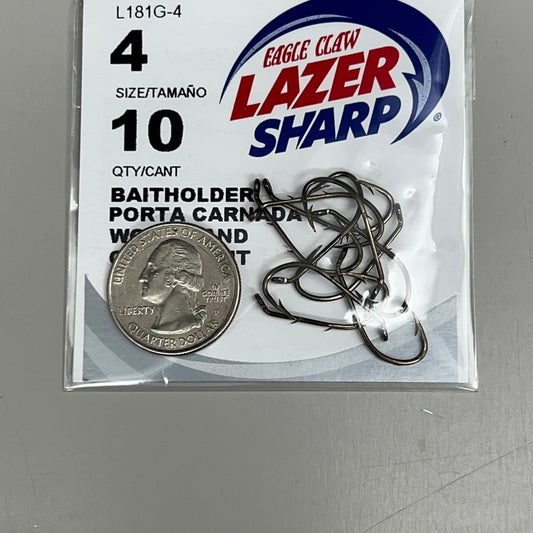 L181G-4
4
SIZE/TAMAÑO
10
QTY/CANT
EAGLE CLAW
LAZER
SHARP®
BAITHOLDER
PORTA CARNADA
UNITED STATES OF AMERICA
LIBERTY
IN
GOD WE
TRUST
QUARTER DOLLAR